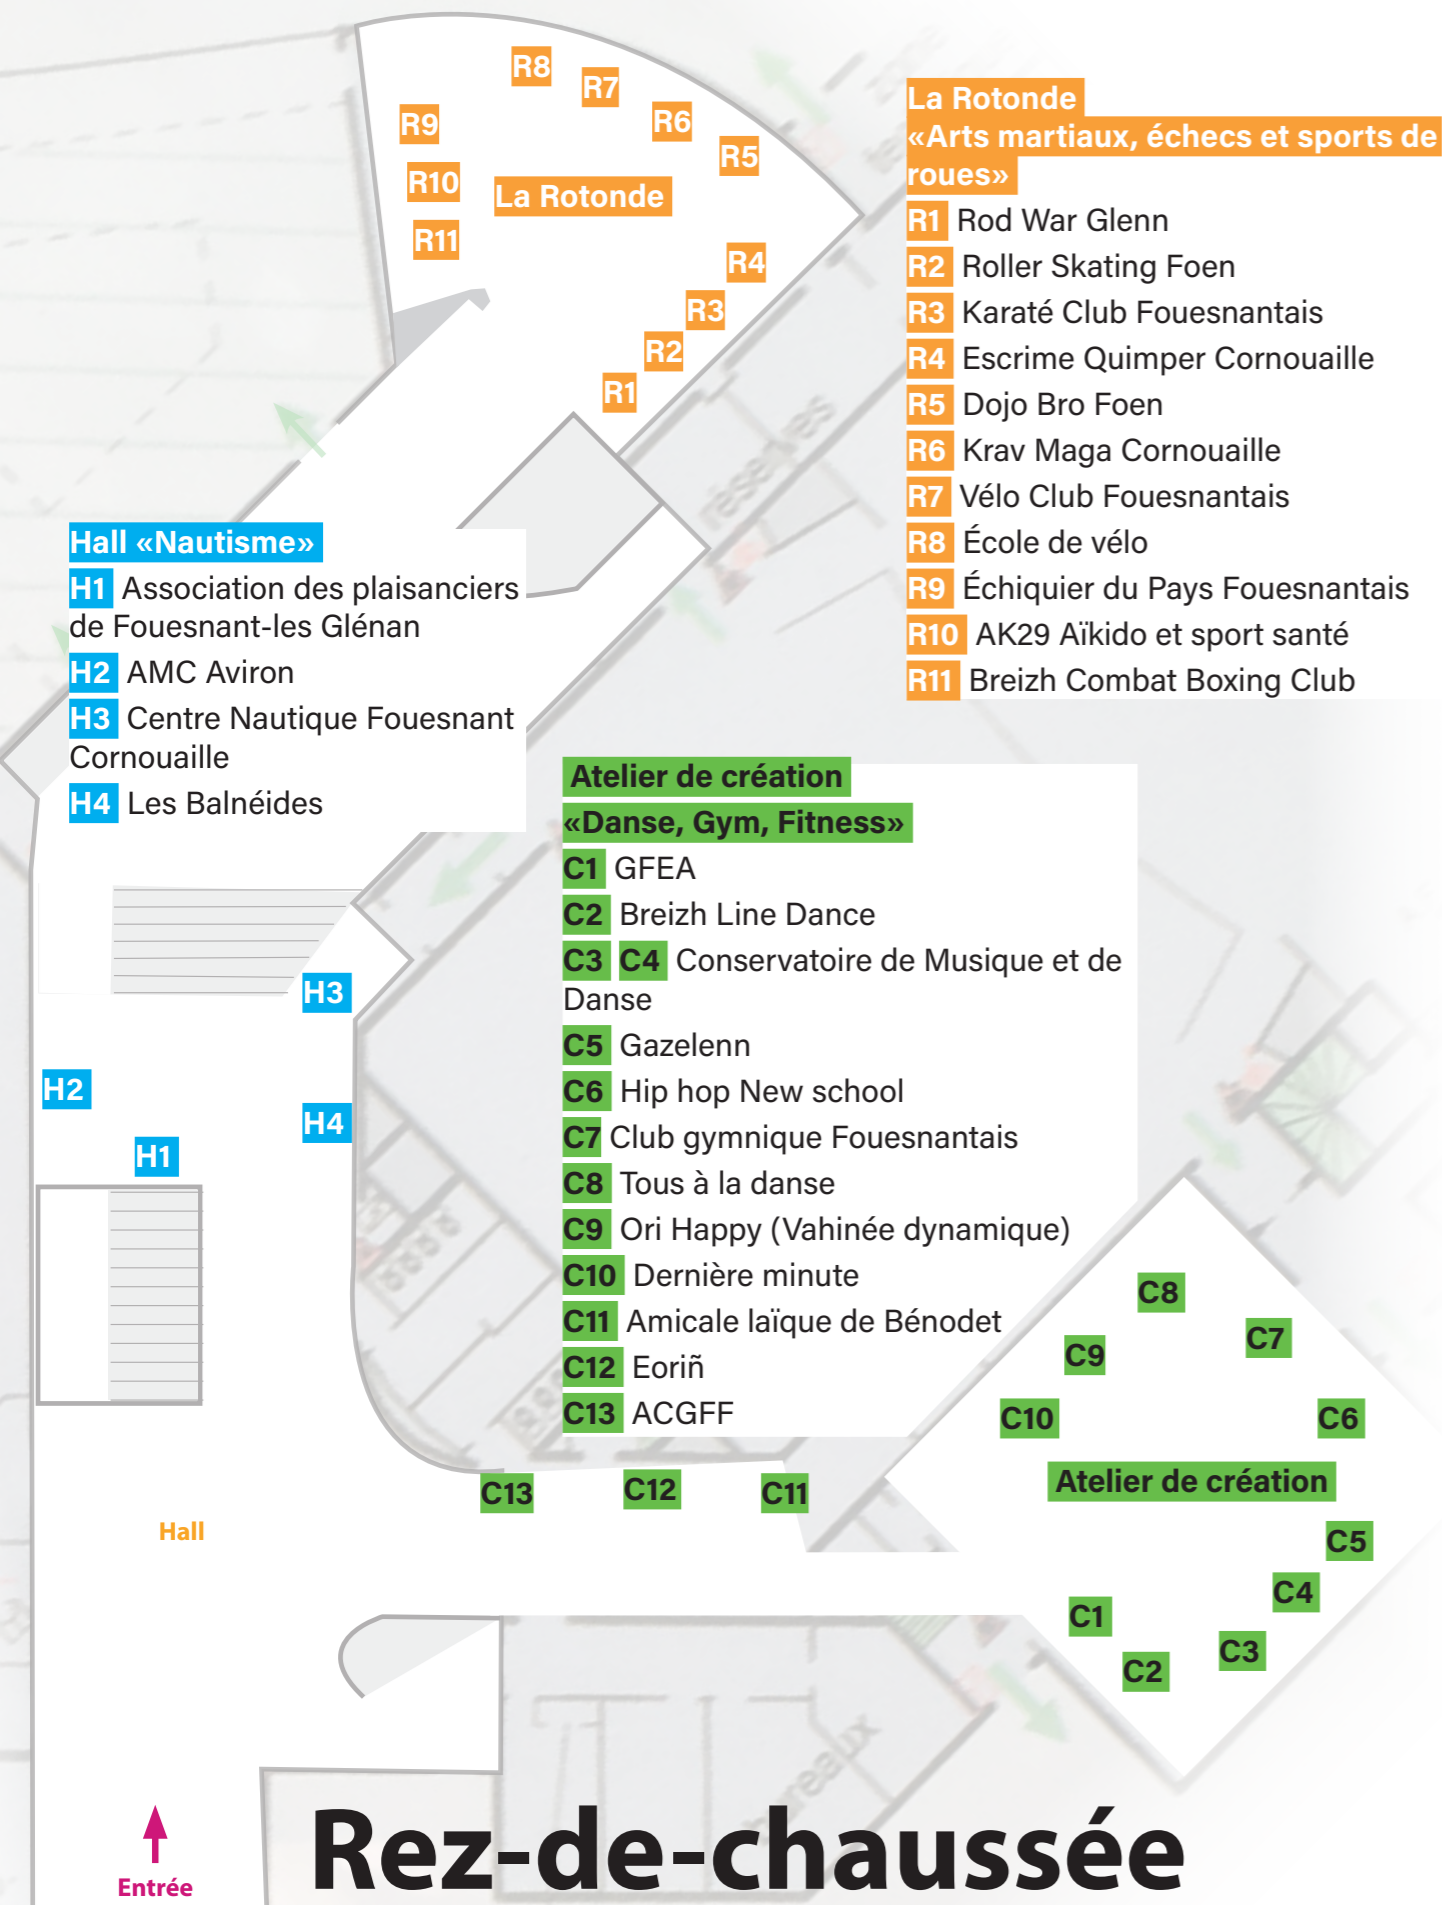 R8
R7
R9
R6
R5
R10
La Rotonde
R11
R4
R3
R2
R1
La Rotonde
«Arts martiaux, échecs et sports de
roues»
R1 Rod War Glenn
R2 Roller Skating Foen
R3 Karaté Club Fouesnantais
R4 Escrime Quimper Cornouaille
R5 Dojo Bro Foen
R6 Krav Maga Cornouaille
R7 Vélo Club Fouesnantais
R8 École de vélo
R9 Échiquier du Pays Fouesnantais
R10 AK29 Aïkido et sport santé
R11 Breizh Combat Boxing Club
réserves
Hall «Nautisme»
H1 Association des plaisanciers
de Fouesnant-les Glénan
H2 AMC Aviron
H3 Centre Nautique Fouesnant
Cornouaille
H4 Les Balnéides
Atelier de création
«Danse, Gym, Fitness»
C1 GFEA
C2 Breizh Line Dance
C3 C4 Conservatoire de Musique et de
Danse
C5 Gazelenn
C6 Hip hop New school
C7 Club gymnique Fouesnantais
C8 Tous à la danse
C9 Ori Happy (Vahinée dynamique)
C10 Dernière minute
C11 Amicale laïque de Bénodet
C12 Eoriñ
C13 ACGFF
H3
H2
H4
H1
C8
C7
C9
C10
C6
Atelier de création
C13
C12
C11
Hall
C5
C4
C1
C3
C2
bureaux
Entrée
Rez-de-chaussée